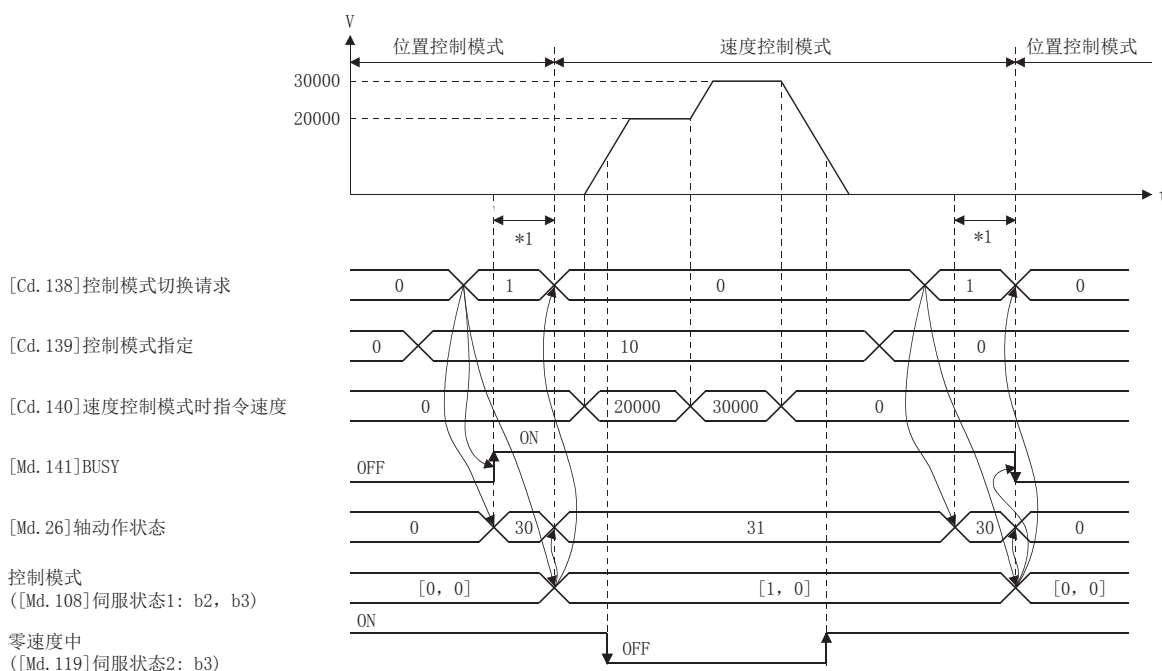 V
位置控制模式 速度控制模式 位置控制模式
30000
20000
t
*1 *1
[Cd.138]控制模式切换请求 0 1 0 1 0
[Cd.139]控制模式指定 0 10 0
[Cd.140]速度控制模式时指令速度 0 20000 30000 0
ON
[Md.141]BUSY OFF
[Md.26]轴动作状态 0 30 31 30 0
控制模式
([Md.108]伺服状态1: b2, b3) [0, 0] [1, 0] [0, 0]
ON
零速度中
([Md.119]伺服状态2: b3) OFF